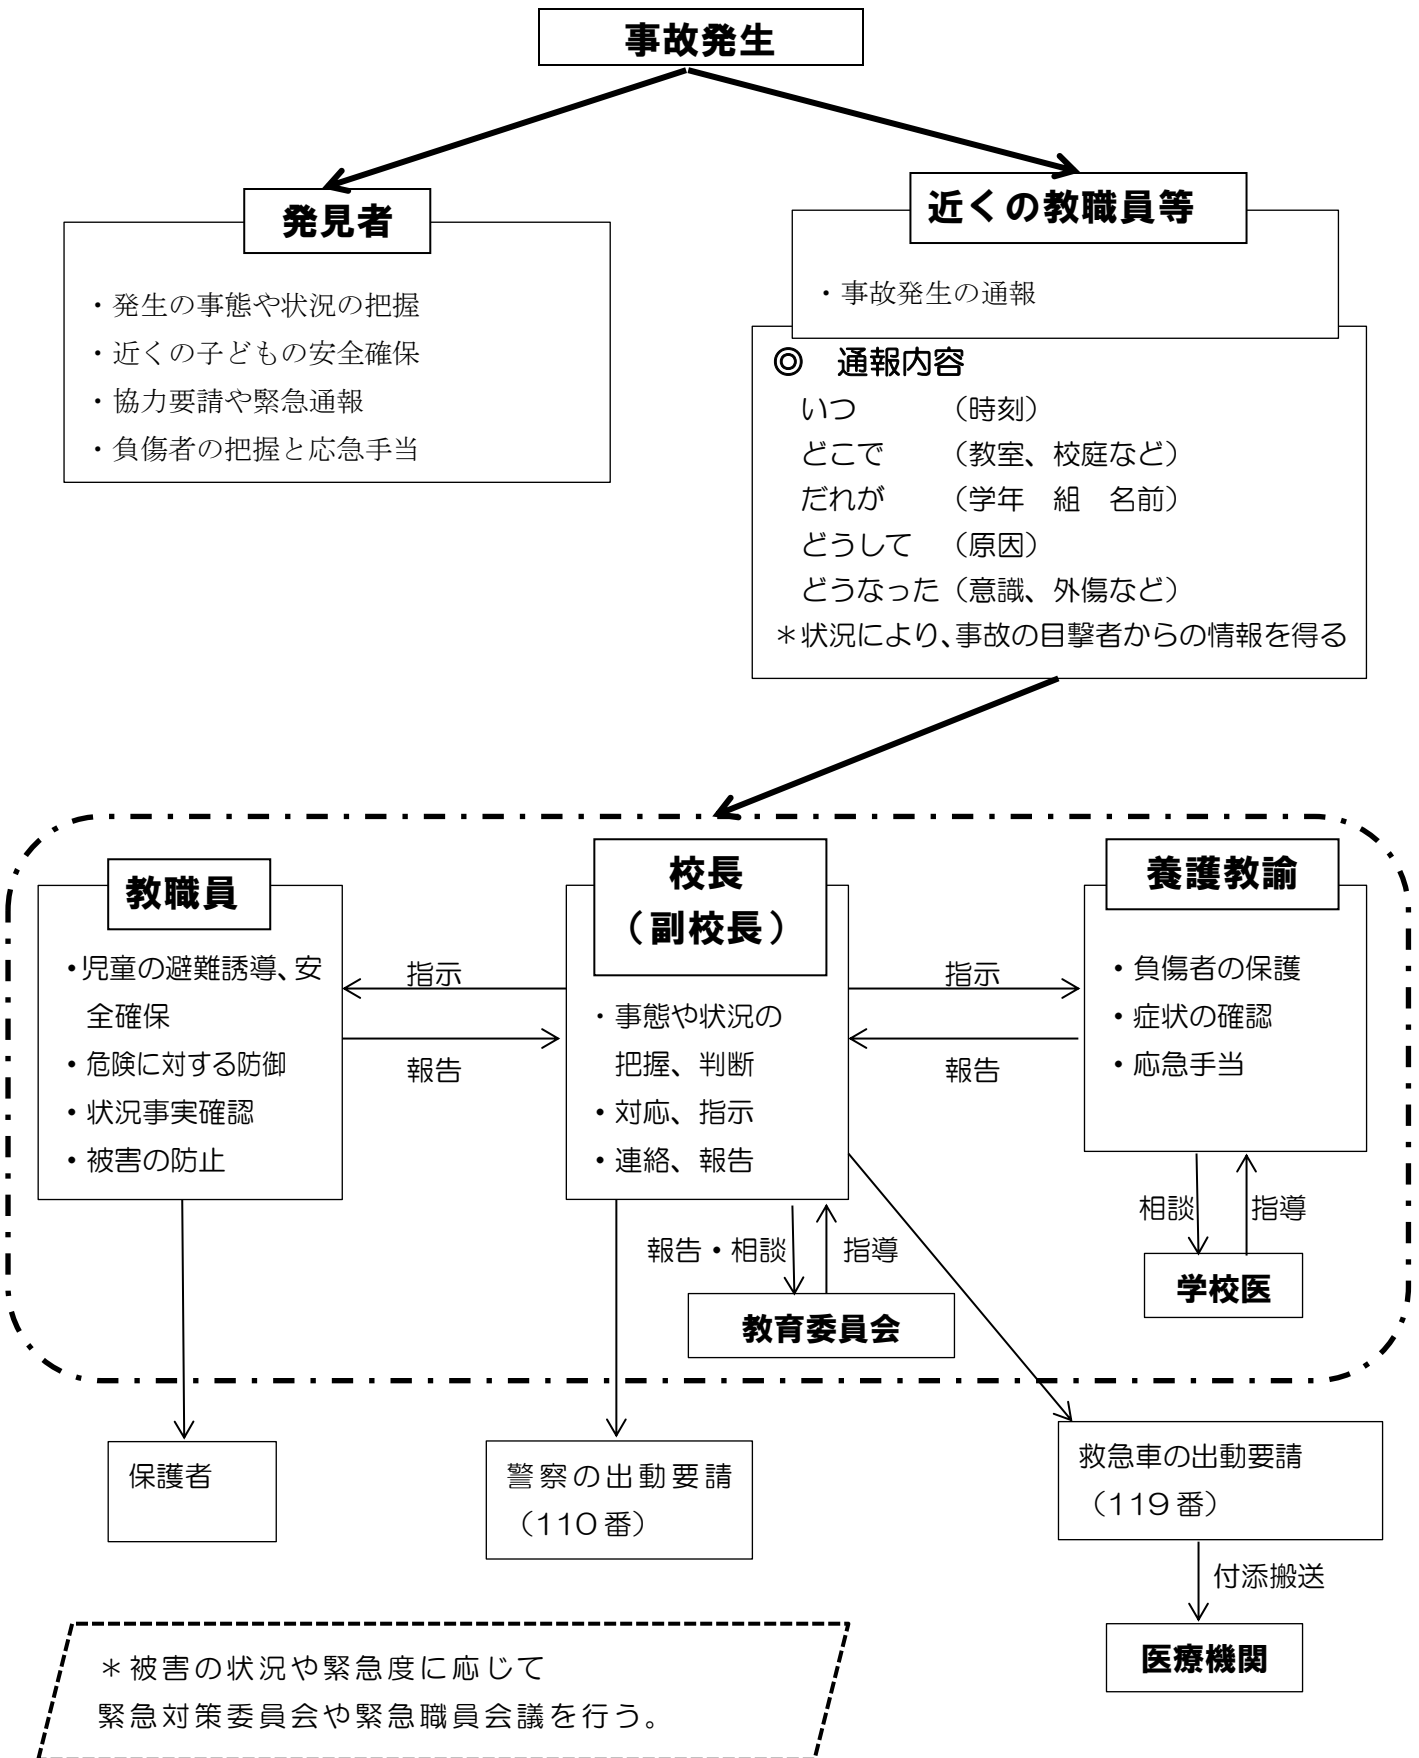 事故発生
発見者
・発生の事態や状況の把握
・近くの子どもの安全確保
・協力要請や緊急通報
・負傷者の把握と応急手当
近くの教職員等
・事故発生の通報
◎　通報内容
いつ　　　（時刻）
どこで　　（教室、校庭など）
だれが　　（学年　組　名前）
どうして　（原因）
どうなった（意識、外傷など）
＊状況により、事故の目撃者からの情報を得る
教職員
・児童の避難誘導、安
全確保
・危険に対する防御
・状況事実確認
・被害の防止
指示
報告
校長
（副校長）
・事態や状況の
把握、判断
・対応、指示
・連絡、報告
指示
報告
養護教諭
・負傷者の保護
・症状の確認
・応急手当
相談
指導
学校医
報告・相談
指導
教育委員会
保護者
警察の出動要請
（110番）
救急車の出動要請
（119番）
付添搬送
医療機関
＊被害の状況や緊急度に応じて
緊急対策委員会や緊急職員会議を行う。